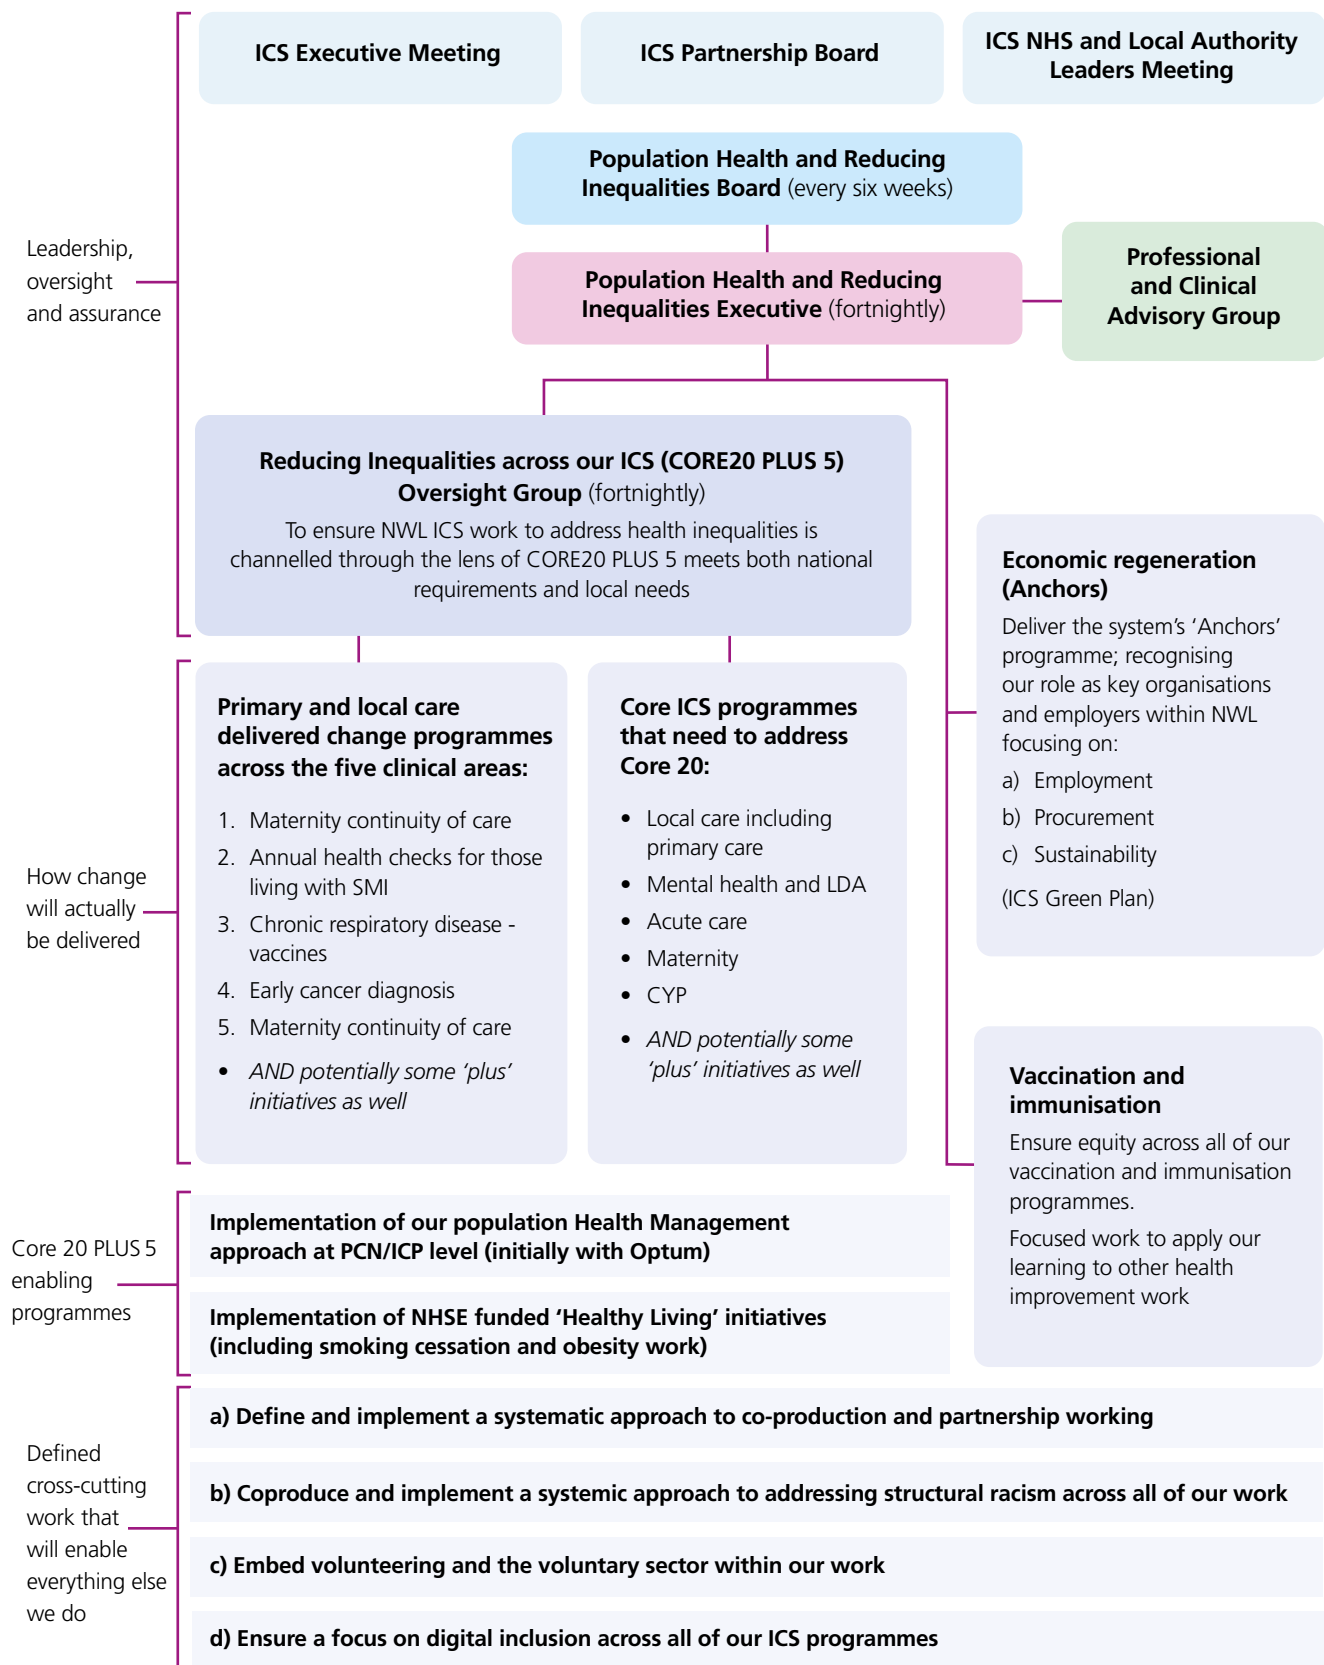 ICS Executive Meeting
ICS Partnership Board
ICS NHS and Local Authority
Leaders Meeting
Population Health and Reducing
Inequalities Board (every six weeks)
Leadership,
oversight
and assurance
Population Health and Reducing
Inequalities Executive (fortnightly)
Professional
and Clinical
Advisory Group
Reducing Inequalities across our ICS (CORE20 PLUS 5)
Oversight Group (fortnightly)
To ensure NWL ICS work to address health inequalities is
channelled through the lens of CORE20 PLUS 5 meets both national
requirements and local needs
Economic regeneration
(Anchors)
Deliver the system’s ‘Anchors’
programme; recognising
our role as key organisations
and employers within NWL
focusing on:
a) Employment
b) Procurement
c) Sustainability
(ICS Green Plan)
How change
will actually
be delivered
Primary and local care
delivered change programmes
across the five clinical areas:
1. Maternity continuity of care
2. Annual health checks for those
living with SMI
3. Chronic respiratory disease -
vaccines
4. Early cancer diagnosis
5. Maternity continuity of care
• AND potentially some ‘plus’
initiatives as well
Core ICS programmes
that need to address
Core 20:
• Local care including
primary care
• Mental health and LDA
• Acute care
• Maternity
• CYP
• AND potentially some
‘plus’ initiatives as well
Vaccination and
immunisation
Ensure equity across all of our
vaccination and immunisation
programmes.
Focused work to apply our
learning to other health
improvement work
Core 20 PLUS 5
enabling
programmes
Implementation of our population Health Management
approach at PCN/ICP level (initially with Optum)
Implementation of NHSE funded ‘Healthy Living’ initiatives
(including smoking cessation and obesity work)
Defined
cross-cutting
work that
will enable
everything else
we do
a) Define and implement a systematic approach to co-production and partnership working
b) Coproduce and implement a systemic approach to addressing structural racism across all of our work
c) Embed volunteering and the voluntary sector within our work
d) Ensure a focus on digital inclusion across all of our ICS programmes